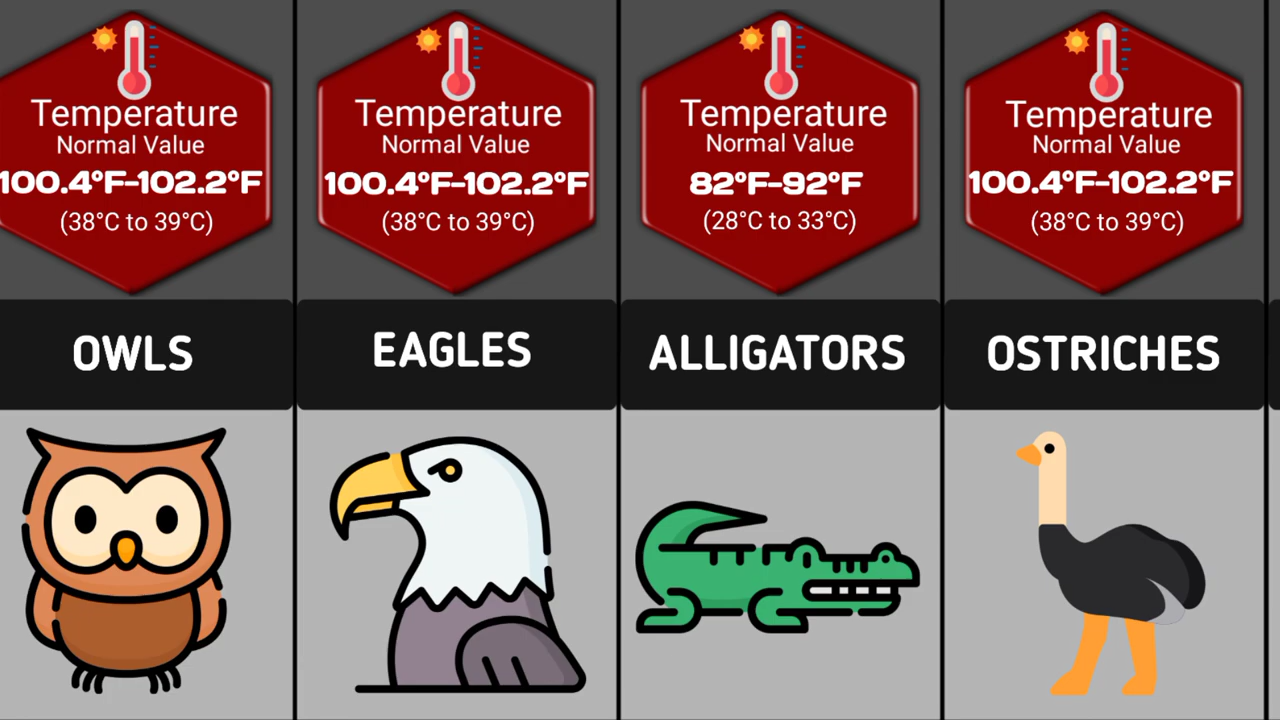 Temperature
Normal Value
100.4°F-102.2°F
(38°C to 39°C)
OWLS
Temperature
Normal Value
100.4°F-102.2°F
(38°C to 39°C)
EAGLES
Temperature
Normal Value
82°F-92°F
(28°C to 33°C)
ALLIGATORS
Temperature
Normal Value
100.4°F-102.2°F
(38°C to 39°C)
OSTRICHES